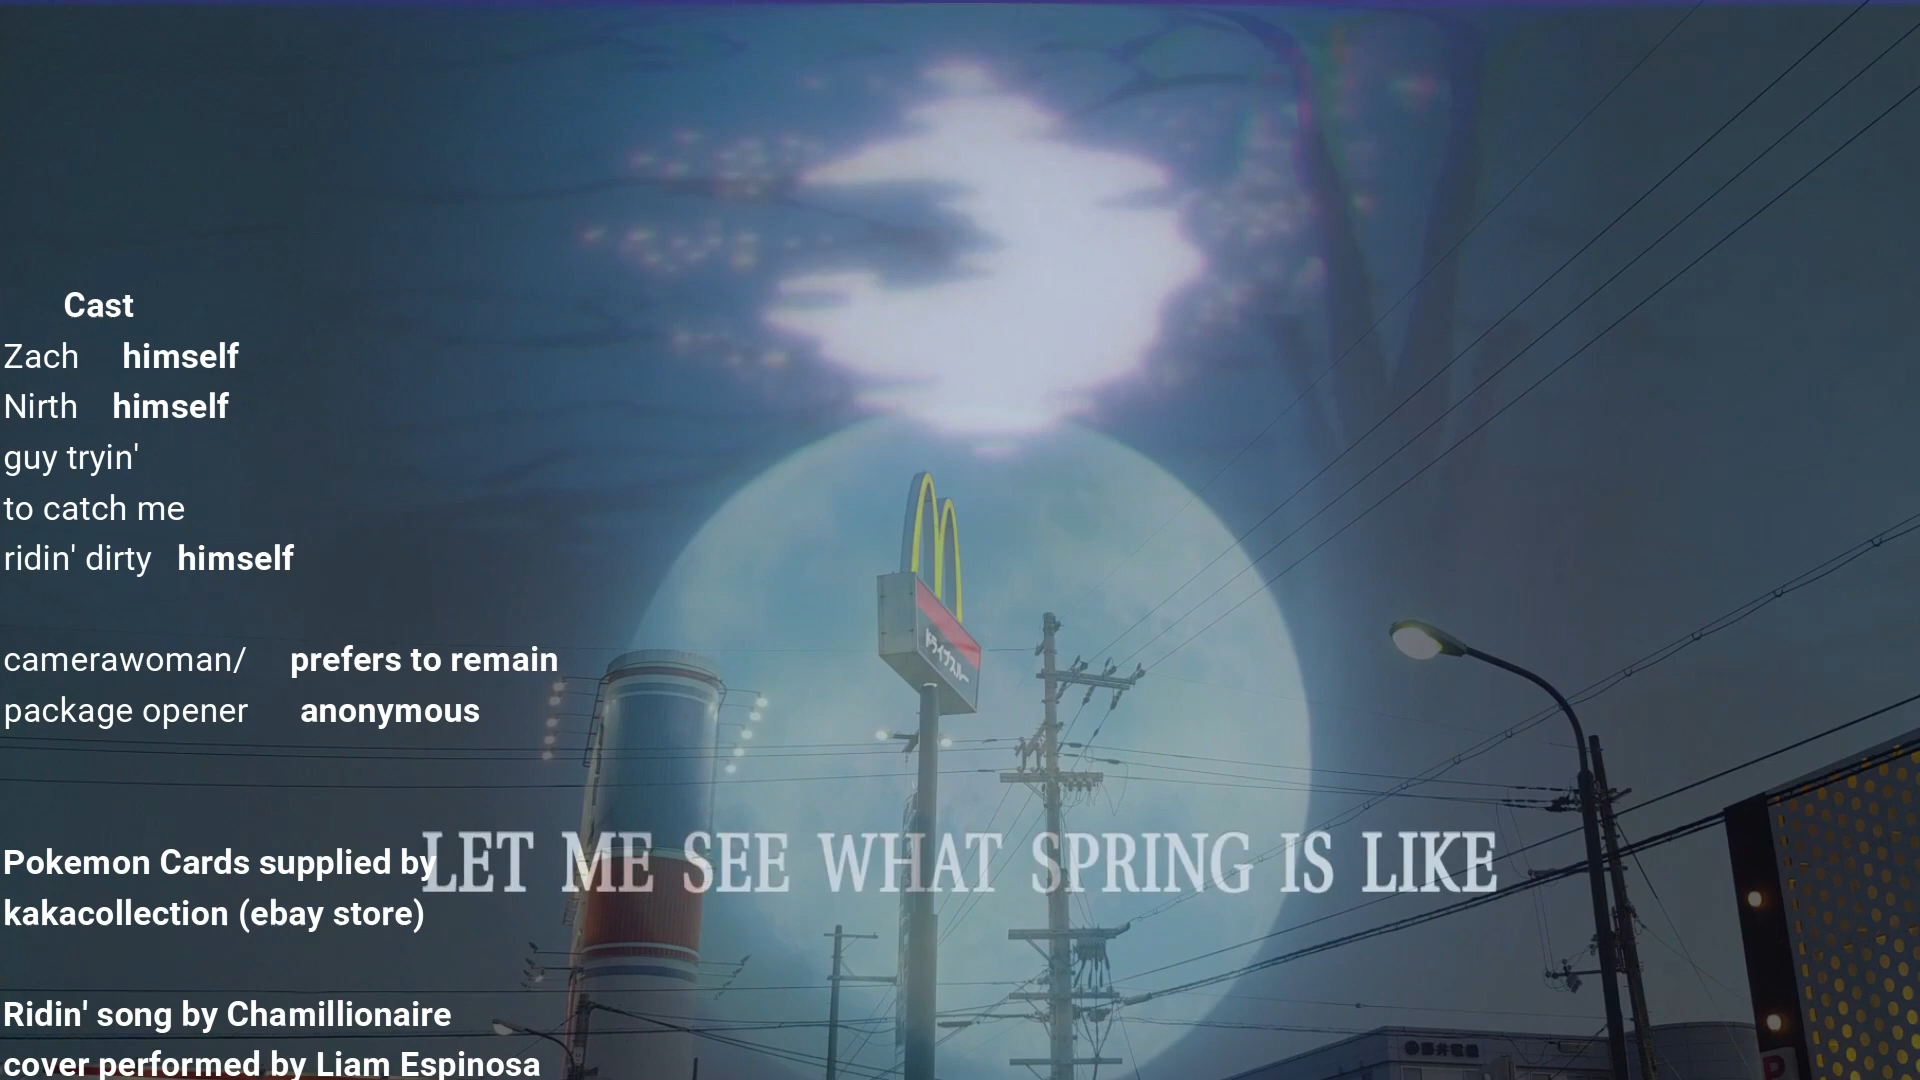 Cast
Zach himself
Nirth himself
guy tryin'
to catch me
ridin' dirty himself
camerawoman/ prefers to remain
package opener anonymous
ドライブスルー
LET ME SEE WHAT SPRING IS LIKE
Pokemon Cards supplied by
kakacollection (ebay store)
Ridin' song by Chamillionaire
cover performed by Liam Espinosa
P